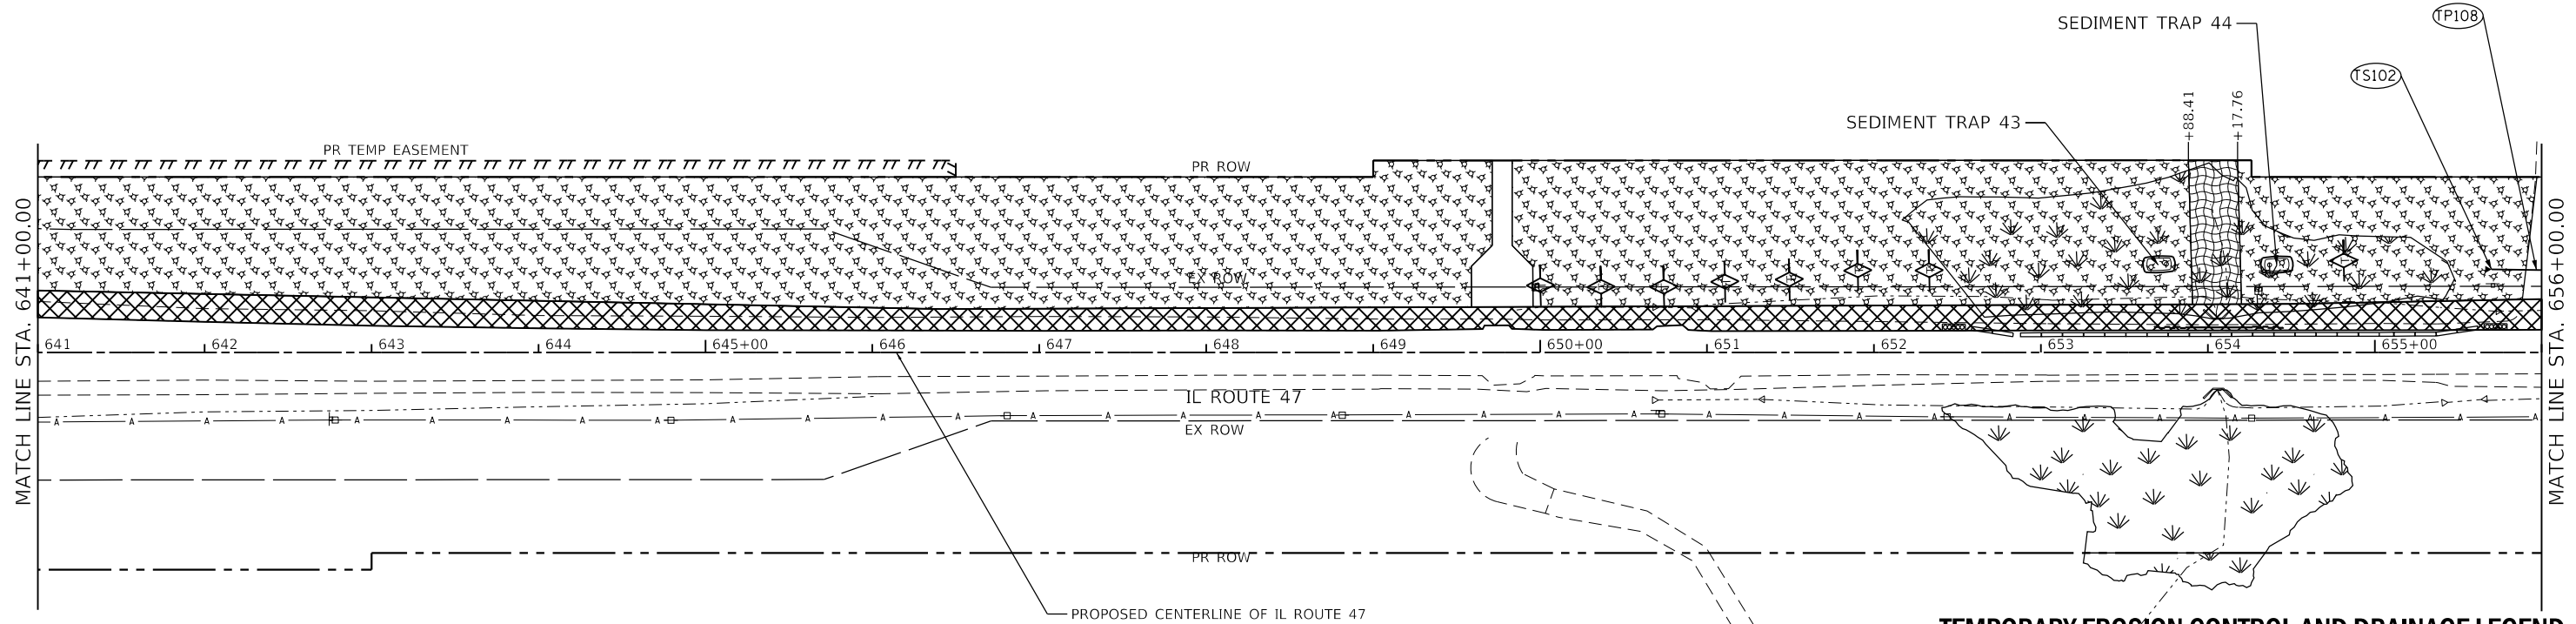 SEDIMENT TRAP 44
TP108
TS102
SEDIMENT TRAP 43
+88.41
+17.76
PR TEMP EASEMENT
PR ROW
EX ROW
MATCH LINE STA. 641+00.00
MATCH LINE STA. 656+00.00
641 642 643 644 645+00 646 647 648 649 650+00 651 652 653 654 655+00
IL ROUTE 47
A A A A A A A A A A A A A A A A A A A A A A A A A A A A A A A A A A
EX ROW
PR ROW
PROPOSED CENTERLINE OF IL ROUTE 47
TEMPORARY EROSION CONTROL AND DRAINAGE LEGEND